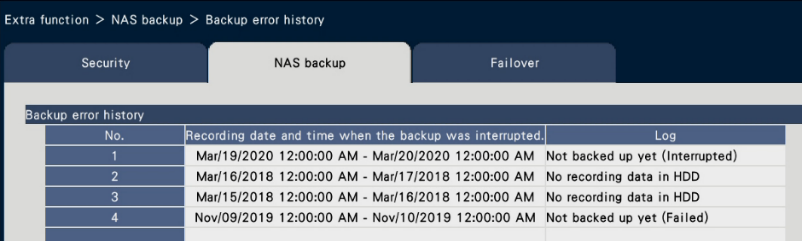 Extra function > NAS backup > Backup error history
Security NAS backup Failover
Backup error history
No. Recording date and time when the backup was interrupted. Log
1 Mar/19/2020 12:00:00 AM - Mar/20/2020 12:00:00 AM Not backed up yet (Interrupted)
2 Mar/16/2018 12:00:00 AM - Mar/17/2018 12:00:00 AM No recording data in HDD
3 Mar/15/2018 12:00:00 AM - Mar/16/2018 12:00:00 AM No recording data in HDD
4 Nov/09/2019 12:00:00 AM - Nov/10/2019 12:00:00 AM Not backed up yet (Failed)